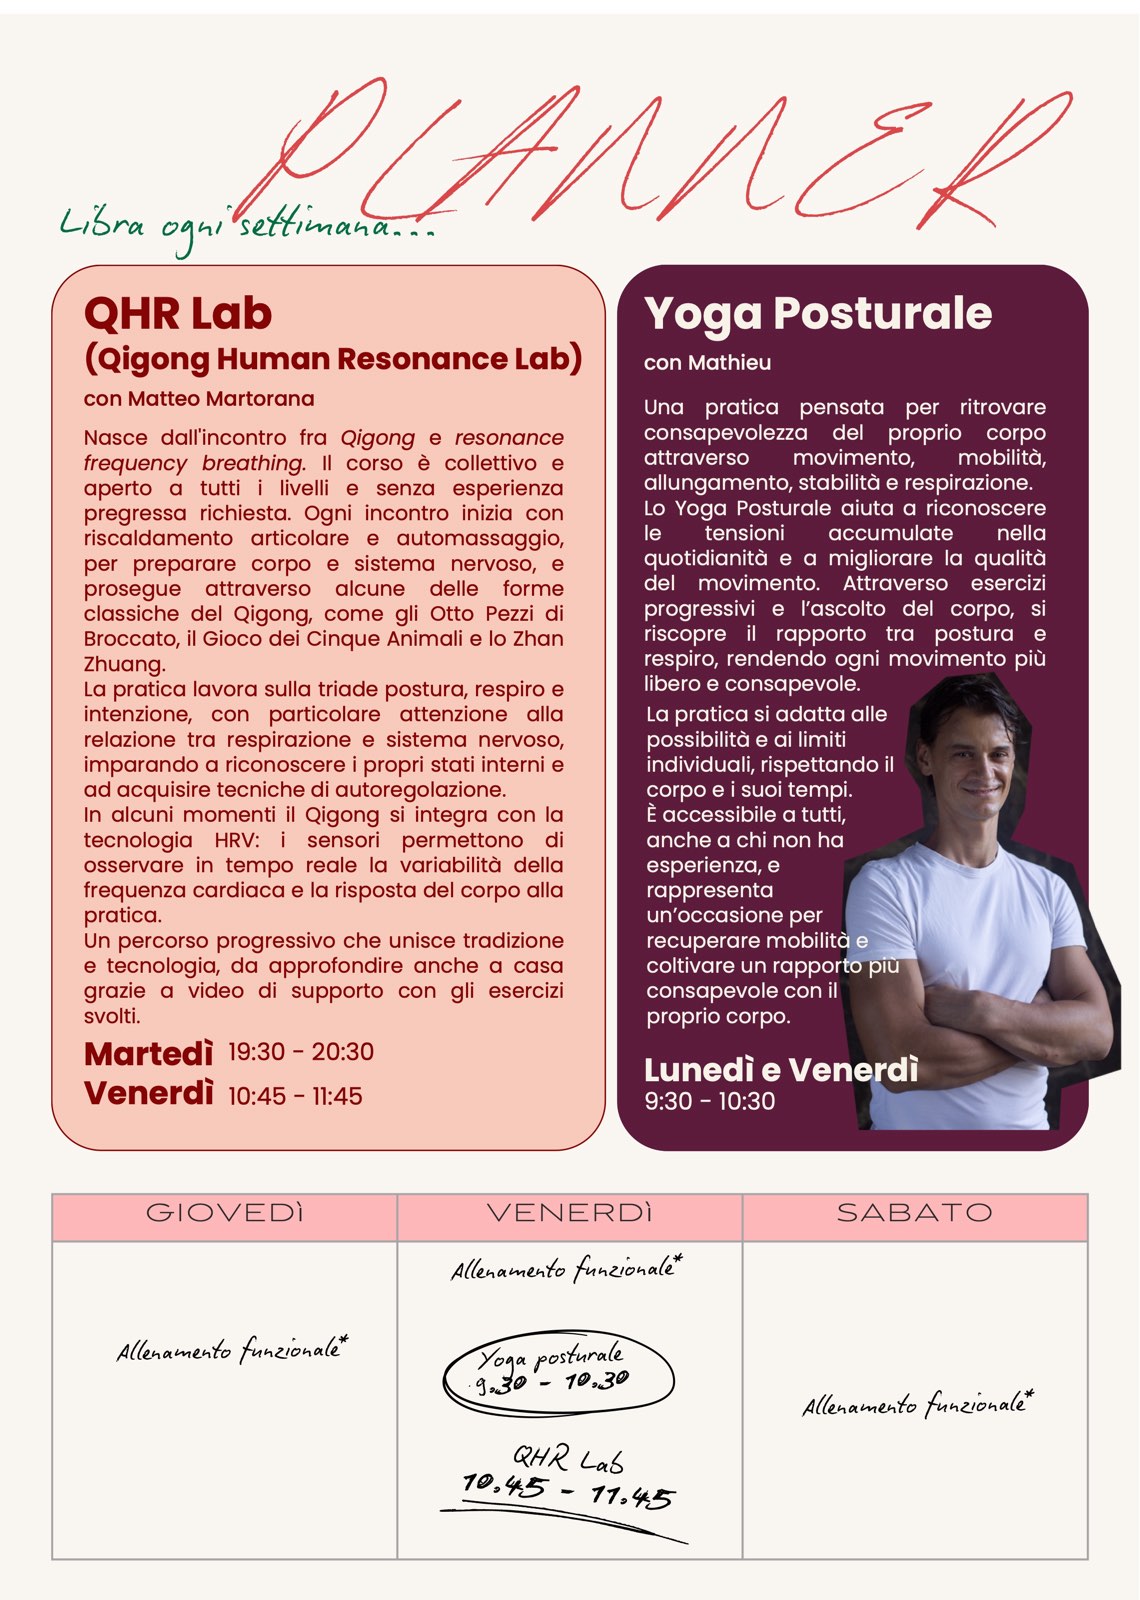 PLANNER
Libra ogni settimana...
QHR Lab
(Qigong Human Resonance Lab)
con Matteo Martorana
Nasce dall'incontro fra Qigong e resonance
frequency breathing. Il corso è collettivo e
aperto a tutti i livelli e senza esperienza
pregressa richiesta. Ogni incontro inizia con
riscaldamento articolare e automassaggio,
per preparare corpo e sistema nervoso, e
prosegue attraverso alcune delle forme
classiche del Qigong, come gli Otto Pezzi di
Broccato, il Gioco dei Cinque Animali e lo Zhan
Zhuang.
La pratica lavora sulla triade postura, respiro e
intenzione, con particolare attenzione alla
relazione tra respirazione e sistema nervoso,
imparando a riconoscere i propri stati interni e
ad acquisire tecniche di autoregolazione.
In alcuni momenti il Qigong si integra con la
tecnologia HRV: i sensori permettono di
osservare in tempo reale la variabilità della
frequenza cardiaca e la risposta del corpo alla
pratica.
Un percorso progressivo che unisce tradizione
e tecnologia, da approfondire anche a casa
grazie a video di supporto con gli esercizi
svolti.
Martedì 19:30 - 20:30
Venerdì 10:45 - 11:45
Yoga Posturale
con Mathieu
Una pratica pensata per ritrovare
consapevolezza del proprio corpo
attraverso movimento, mobilità,
allungamento, stabilità e respirazione.
Lo Yoga Posturale aiuta a riconoscere
le tensioni accumulate nella
quotidianità e a migliorare la qualità
del movimento. Attraverso esercizi
progressivi e l’ascolto del corpo, si
riscopre il rapporto tra postura e
respiro, rendendo ogni movimento più
libero e consapevole.
La pratica si adatta alle
possibilità e ai limiti
individuali, rispettando il
corpo e i suoi tempi.
È accessibile a tutti,
anche a chi non ha
esperienza, e
rappresenta
un’occasione per
recuperare mobilità e
coltivare un rapporto più
consapevole con il
proprio corpo.
Lunedì e Venerdì
9:30 - 10:30
GIOVEDÌ
Allenamento funzionale*
VENERDÌ
Allenamento funzionale*
Yoga posturale
9.30 - 10.30
QHR Lab
10.45 - 11.45
SABATO
Allenamento funzionale*